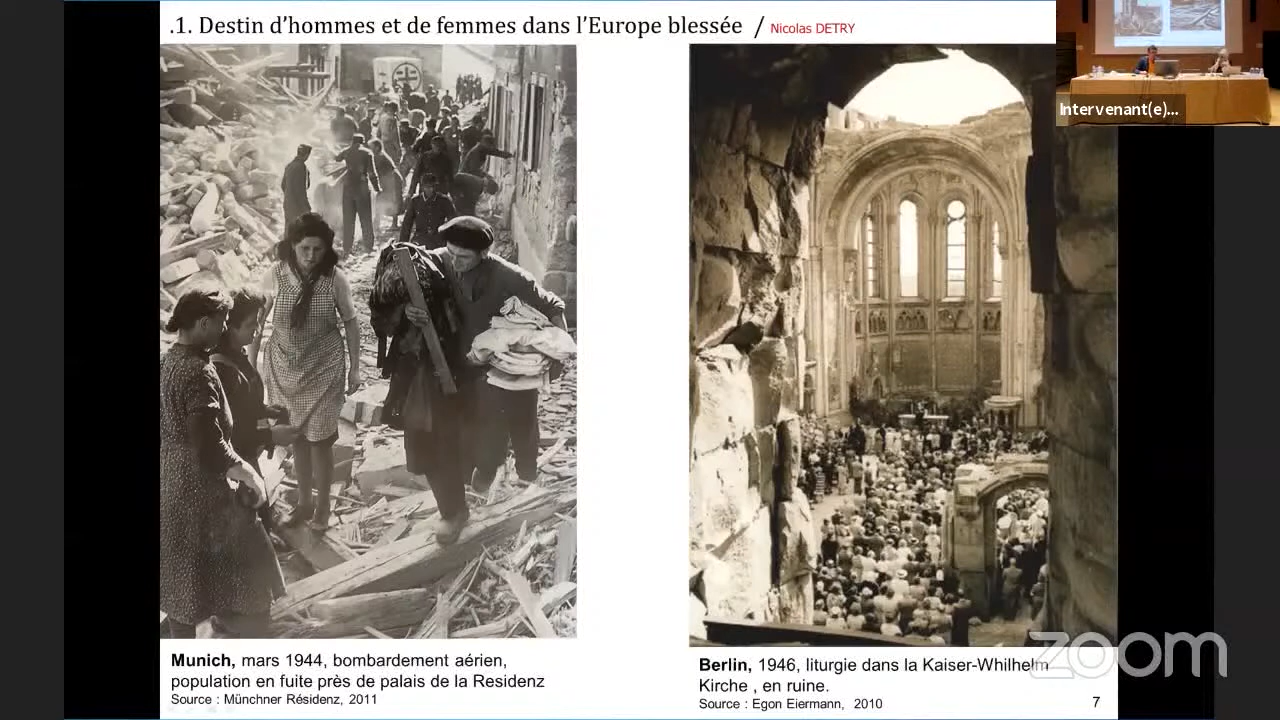 .1. Destin d’hommes et de femmes dans l’Europe blessée / Nicolas DETRY
Intervenant(e)...
Munich, mars 1944, bombardement aérien,
population en fuite près de palais de la Residenz
Source : Münchner Résidenz, 2011
Berlin, 1946, liturgie dans la Kaiser-Whilhelm
Kirche , en ruine.
Source : Egon Eiermann, 2010
7
zoom